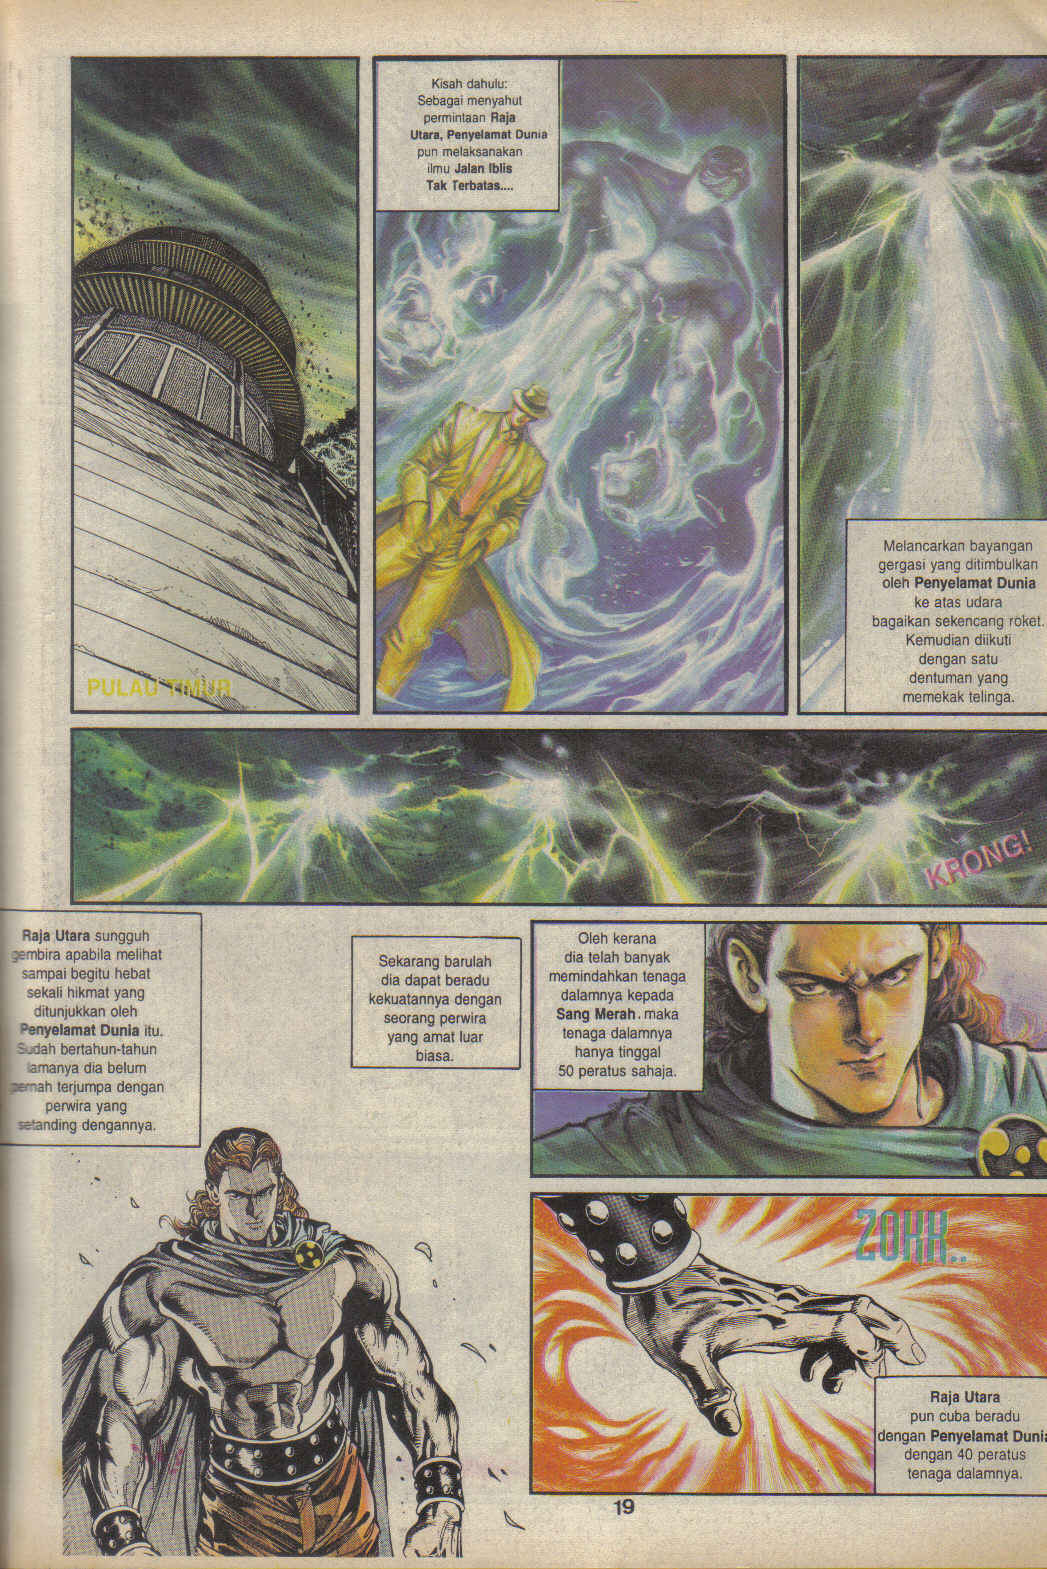 PULAU TIMUR
Kisah dahulu:
Sebagai menyahut
permintaan Raja
Utara, Penyelamat Dunia
pun melaksanakan
ilmu Jalan Iblis
Tak Terbatas....
Melancarkan bayangan
gergasi yang ditimbulkan
oleh Penyelamat Dunia
ke atas udara
bagaikan sekencang roket.
Kemudian diikuti
dengan satu
dentuman yang
memekak telinga.
KRONG!
Raja Utara sungguh
gembira apabila melihat
sampai begitu hebat
sekali hikmat yang
ditunjukkan oleh
Penyelamat Dunia itu.
Sudah bertahun-tahun
lamanya dia belum
pernah terjumpa dengan
perwira yang
setanding dengannya.
Sekarang barulah
dia dapat beradu
kekuatannya dengan
seorang perwira
yang amat luar
biasa.
Oleh kerana
dia telah banyak
memindahkan tenaga
dalamnya kepada
Sang Merah, maka
tenaga dalamnya
hanya tinggal
50 peratus sahaja.
ZOKK..
Raja Utara
pun cuba beradu
dengan Penyelamat Dunia
dengan 40 peratus
tenaga dalamnya.
19